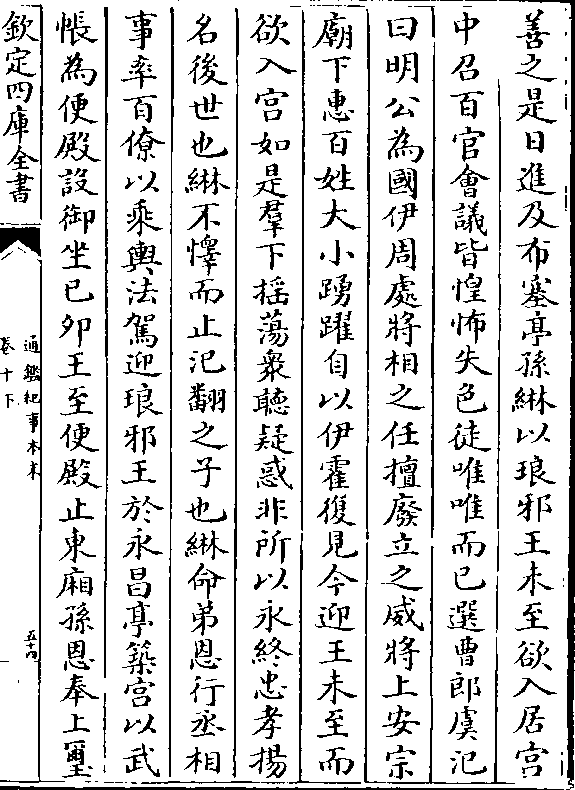 善之是日進及布塞亭孫綝以琅邪王未至欲入居宮
中召百官會議皆惶怖失色徒唯唯而已選曹郎虞汜
曰明公為國伊周處將相之任擅廢立之威將上安宗
廟下惠百姓大小踴躍自以伊霍復見今迎王未至而
欲入宮如是羣下揺蕩衆聽疑惑非所以永終忠孝揚
名後世也綝不懌而止汜翻之子也綝命弟恩行丞相
事率百僚以乘輿法駕迎琅邪王於永昌亭築宮以武
帳為便殿設御坐已夘王至便殿止東廂孫恩奉上璽
欽定四庫全書
通鑑紀事本末
卷十下
五十四